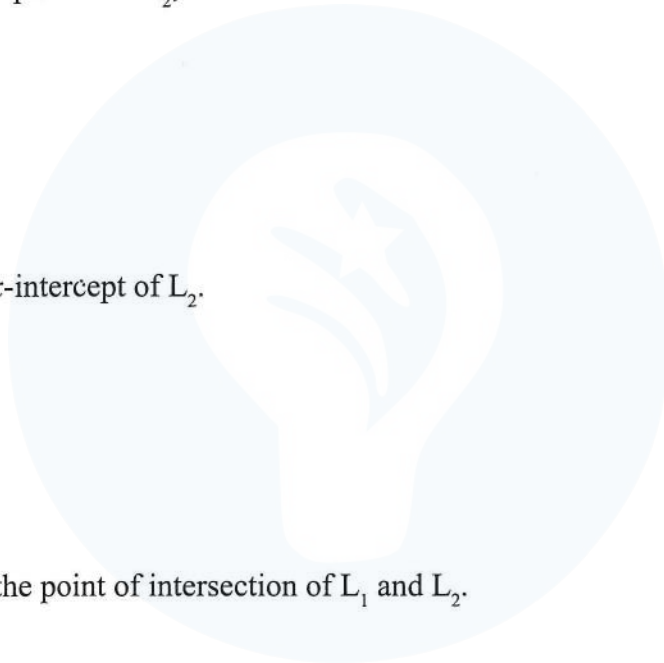 -intercept of L₂.
the point of intersection of L₁ and L₂.